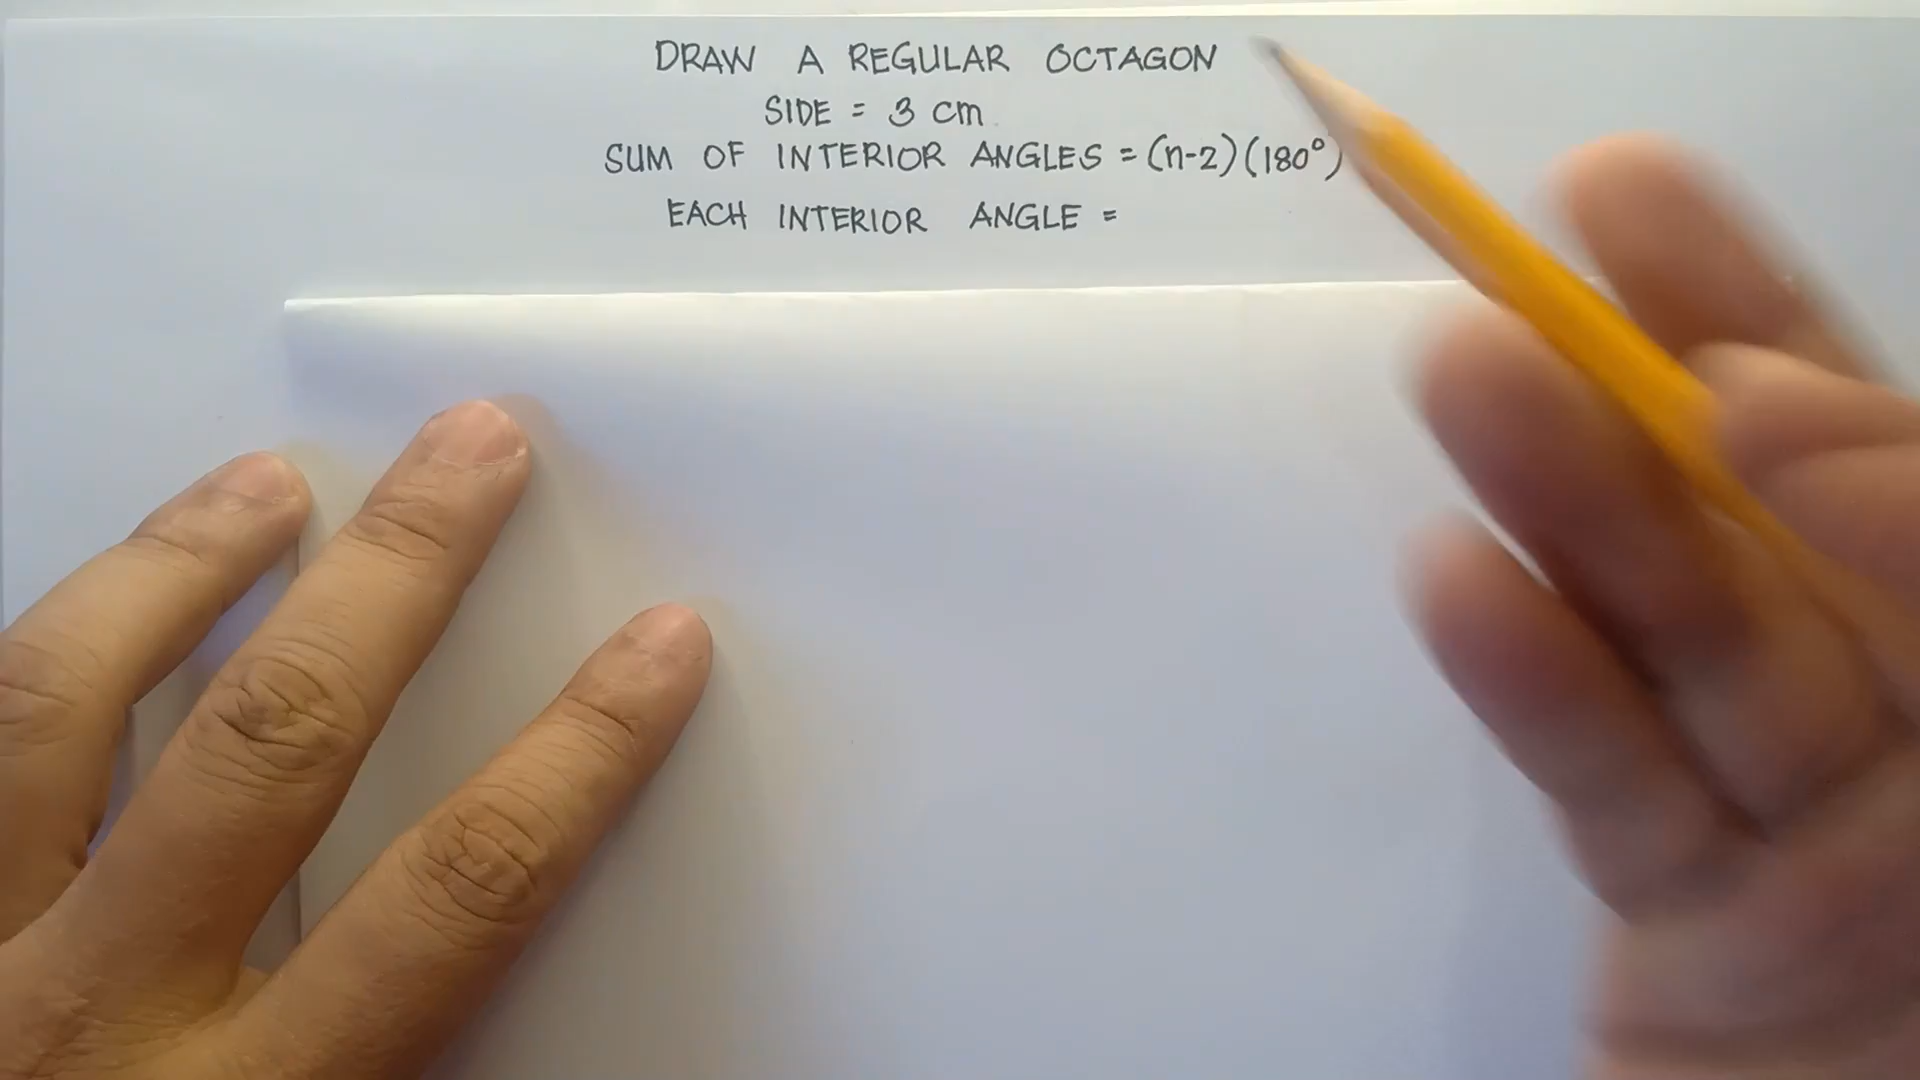 DRAW A REGULAR OCTAGON
SIDE = 3 cm
SUM OF INTERIOR ANGLES = (n-2)(180°)
EACH INTERIOR ANGLE =